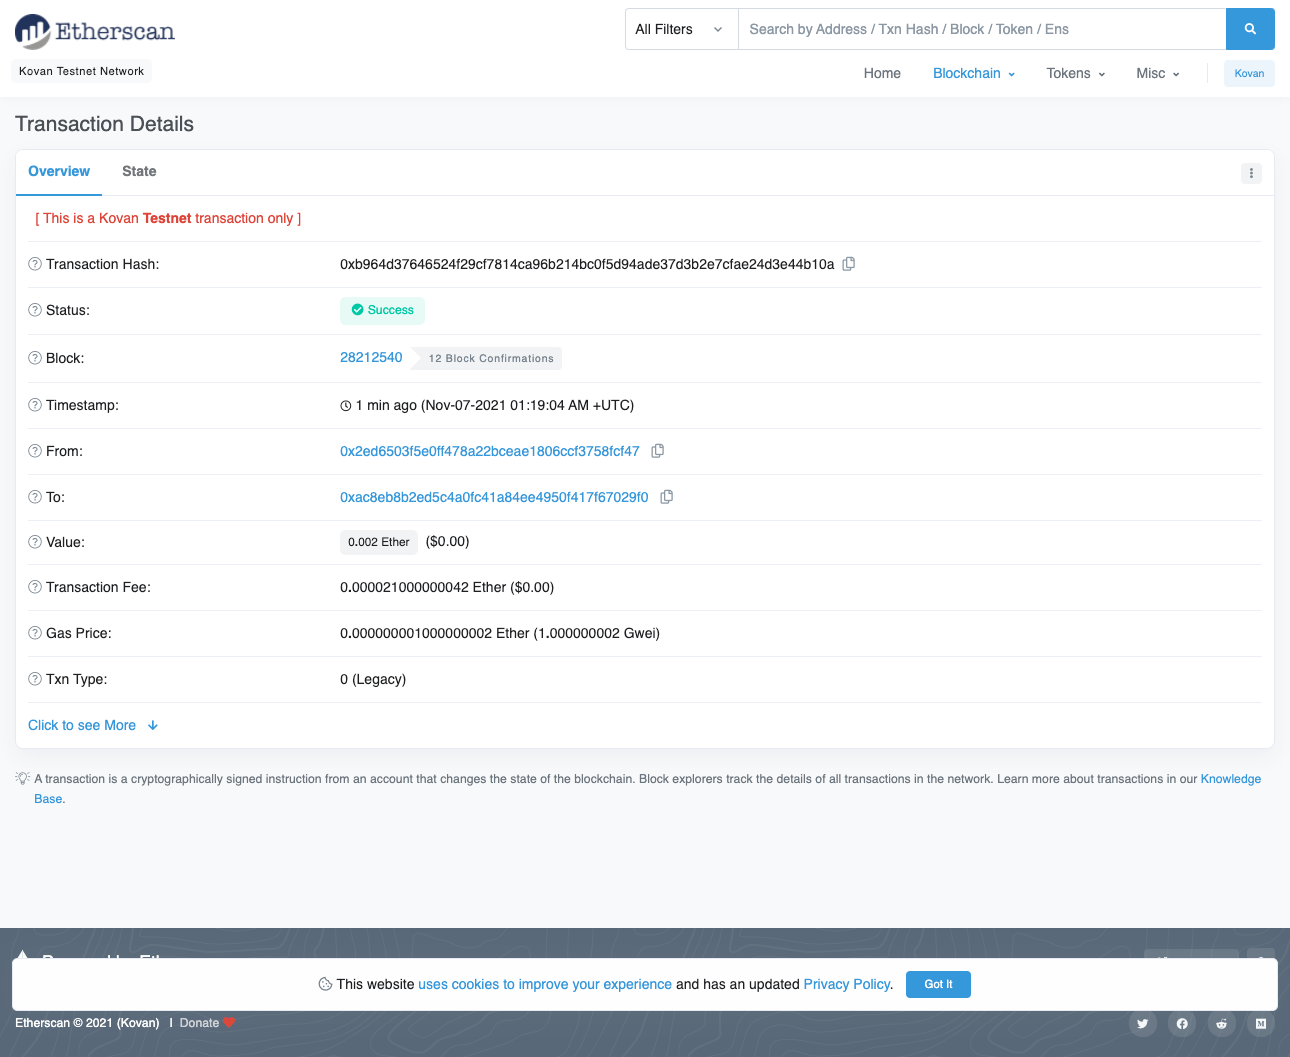 Etherscan
All Filters
Search by Address / Txn Hash / Block / Token / Ens
Kovan Testnet Network
Home Blockchain Tokens Misc Kovan
Transaction Details
Overview State
[ This is a Kovan Testnet transaction only ]
Transaction Hash: 0xb964d37646524f29cf7814ca96b214bc0f5d94ade37d3b2e7cfae24d3e44b10a
Status: Success
Block: 28212540 12 Block Confirmations
Timestamp: 1 min ago (Nov-07-2021 01:19:04 AM +UTC)
From: 0x2ed6503f5e0ff478a22bceae1806ccf3758fcf47
To: 0xac8eb8b2ed5c4a0fc41a84ee4950f417f67029f0
Value: 0.002 Ether ($0.00)
Transaction Fee: 0.000021000000042 Ether ($0.00)
Gas Price: 0.000000001000000002 Ether (1.000000002 Gwei)
Txn Type: 0 (Legacy)
Click to see More
A transaction is a cryptographically signed instruction from an account that changes the state of the blockchain. Block explorers track the details of all transactions in the network. Learn more about transactions in our Knowledge
Base.
This website uses cookies to improve your experience and has an updated Privacy Policy. Got It
Etherscan © 2021 (Kovan) | Donate